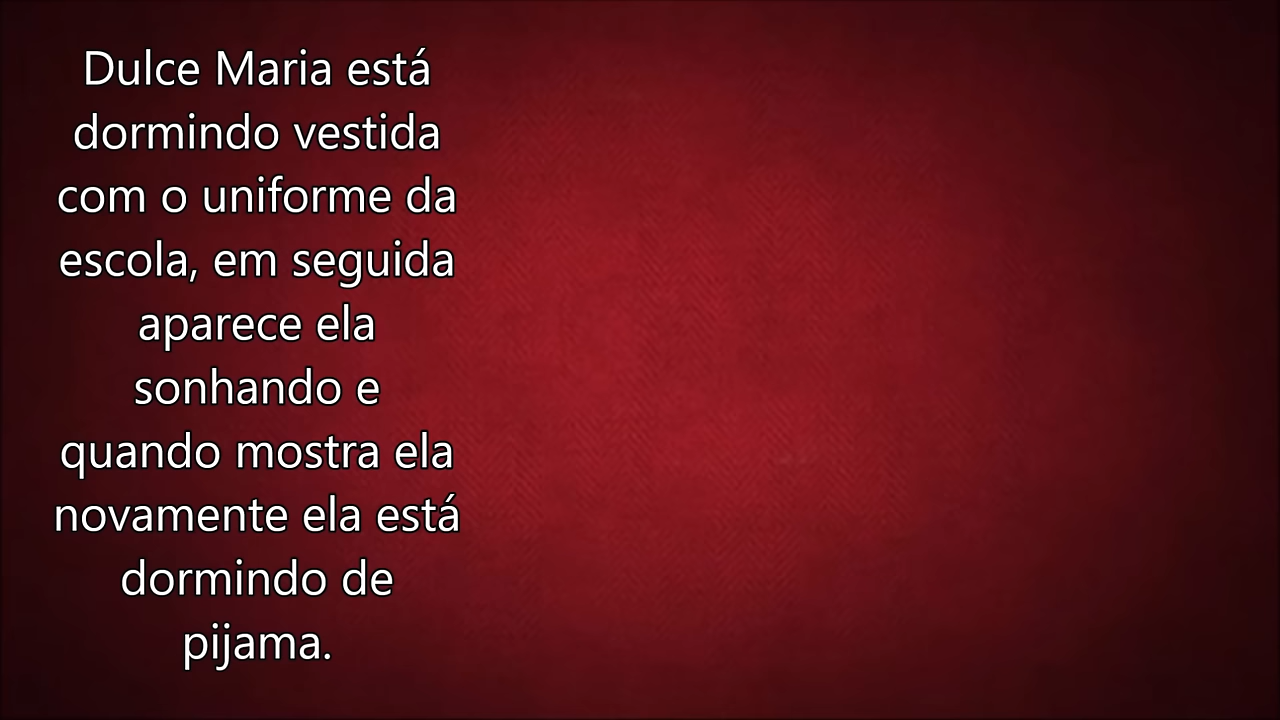 Dulce Maria está
dormindo vestida
com o uniforme da
escola, em seguida
aparece ela
sonhando e
quando mostra ela
novamente ela está
dormindo de
pijama.